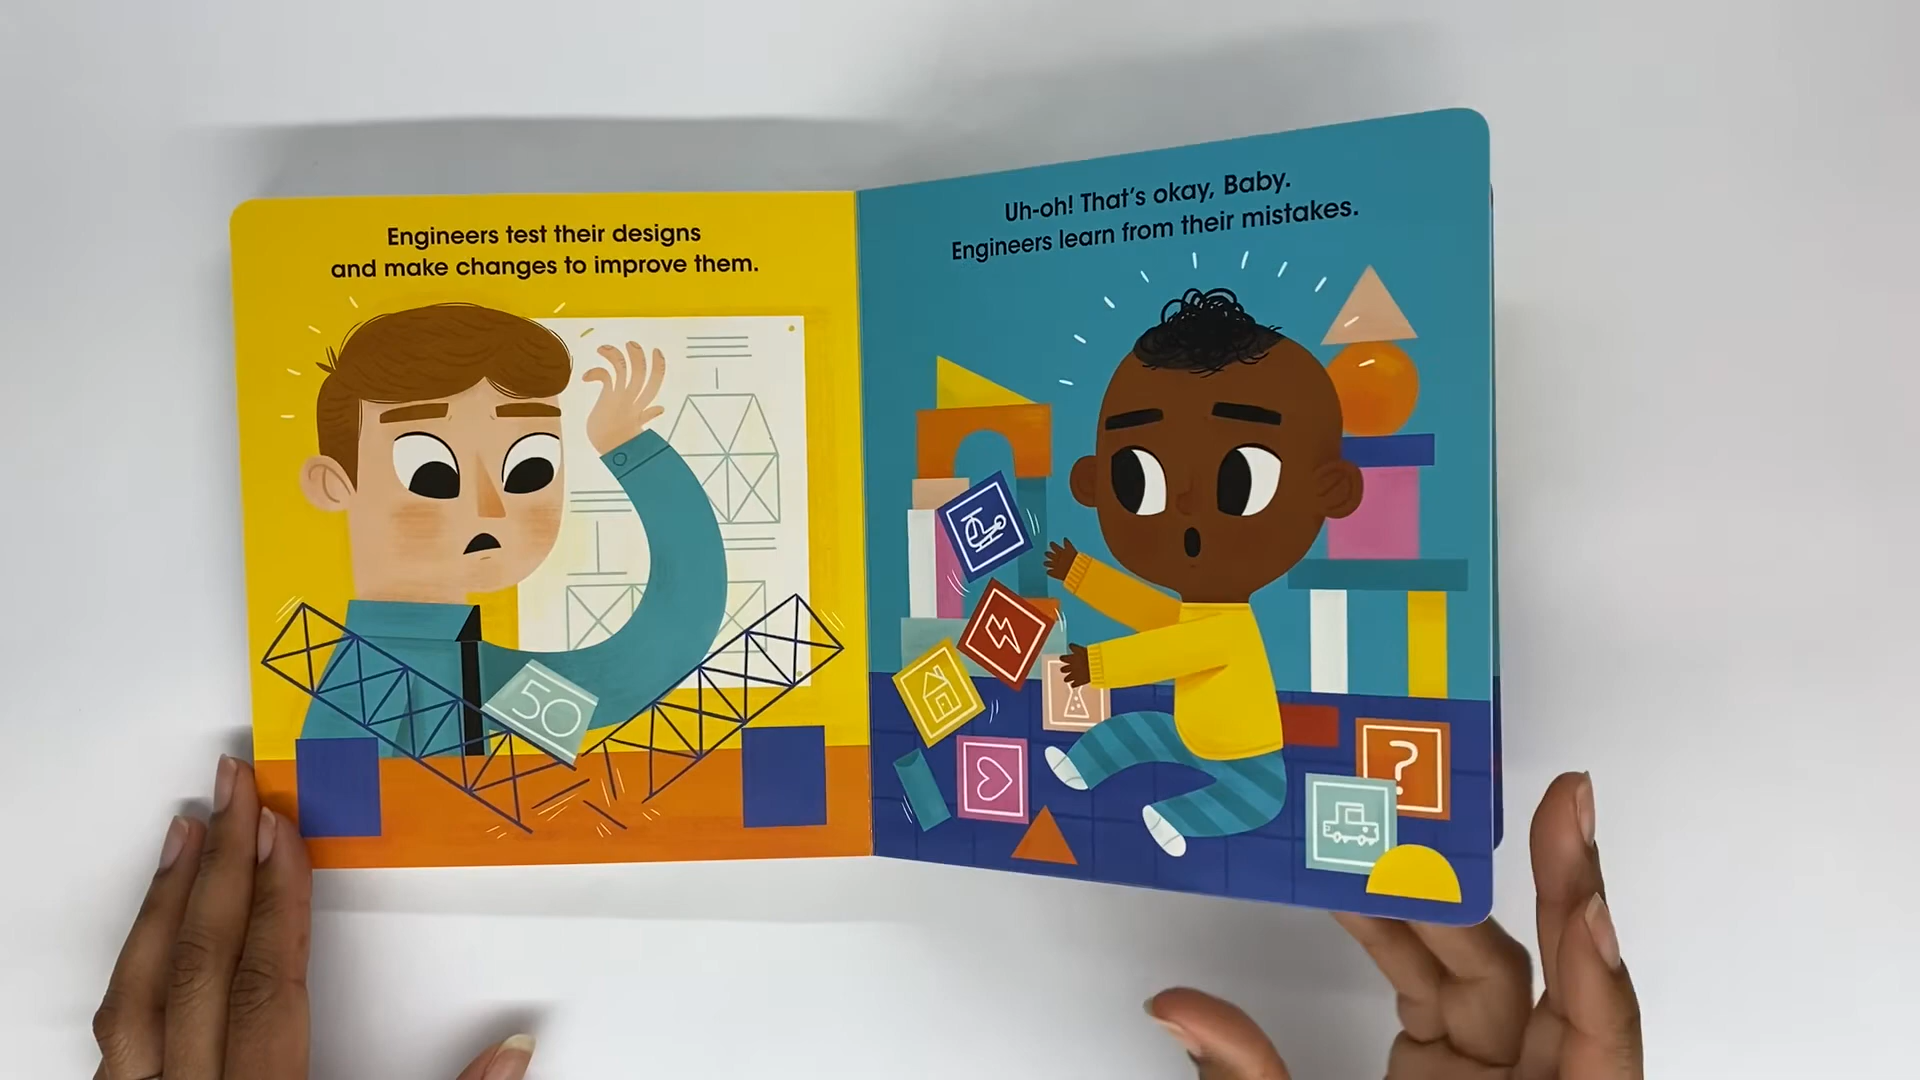 Engineers test their designs
and make changes to improve them.
50
Uh-oh! That's okay, Baby.
Engineers learn from their mistakes.
?